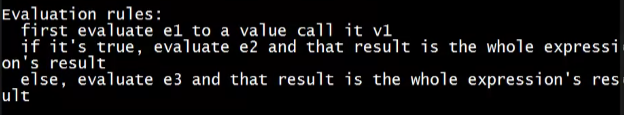 Evaluation rules:
first evaluate e1 to a value call it v1
if it's true, evaluate e2 and that result is the whole expressi
on's result
else, evaluate e3 and that result is the whole expression's res
ult